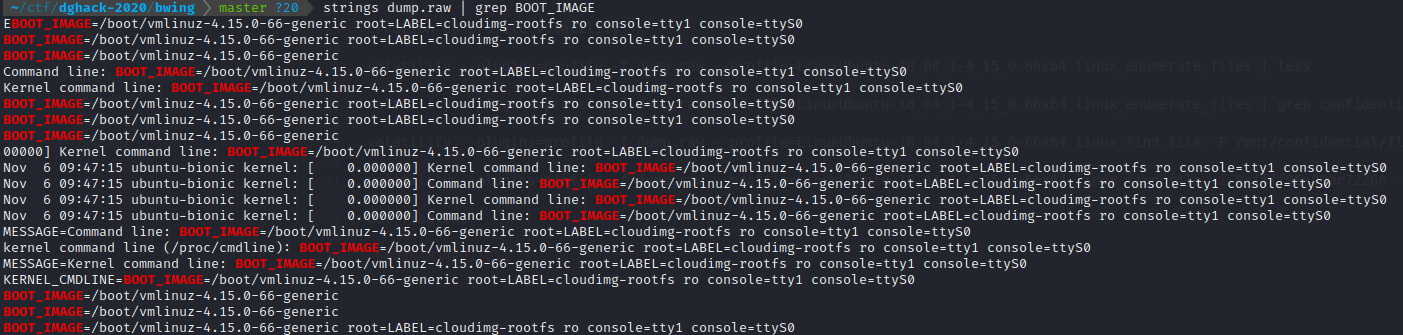 ~/ctf/dghack-2020/bwing master ?20 strings dump.raw | grep BOOT_IMAGE
EBOOT_IMAGE=/boot/vmlinuz-4.15.0-66-generic root=LABEL=cloudimg-rootfs ro console=tty1 console=ttyS0
BOOT_IMAGE=/boot/vmlinuz-4.15.0-66-generic root=LABEL=cloudimg-rootfs ro console=tty1 console=ttyS0
BOOT_IMAGE=/boot/vmlinuz-4.15.0-66-generic
Command line: BOOT_IMAGE=/boot/vmlinuz-4.15.0-66-generic root=LABEL=cloudimg-rootfs ro console=tty1 console=ttyS0
Kernel command line: BOOT_IMAGE=/boot/vmlinuz-4.15.0-66-generic root=LABEL=cloudimg-rootfs ro console=tty1 console=ttyS0
BOOT_IMAGE=/boot/vmlinuz-4.15.0-66-generic root=LABEL=cloudimg-rootfs ro console=tty1 console=ttyS0
BOOT_IMAGE=/boot/vmlinuz-4.15.0-66-generic root=LABEL=cloudimg-rootfs ro console=tty1 console=ttyS0
BOOT_IMAGE=/boot/vmlinuz-4.15.0-66-generic
00000] Kernel command line: BOOT_IMAGE=/boot/vmlinuz-4.15.0-66-generic root=LABEL=cloudimg-rootfs ro console=tty1 console=ttyS0
Nov  6 09:47:15 ubuntu-bionic kernel: [    0.000000] Kernel command line: BOOT_IMAGE=/boot/vmlinuz-4.15.0-66-generic root=LABEL=cloudimg-rootfs ro console=tty1 console=ttyS0
Nov  6 09:47:15 ubuntu-bionic kernel: [    0.000000] Command line: BOOT_IMAGE=/boot/vmlinuz-4.15.0-66-generic root=LABEL=cloudimg-rootfs ro console=tty1 console=ttyS0
Nov  6 09:47:15 ubuntu-bionic kernel: [    0.000000] Kernel command line: BOOT_IMAGE=/boot/vmlinuz-4.15.0-66-generic root=LABEL=cloudimg-rootfs ro console=tty1 console=ttyS0
Nov  6 09:47:15 ubuntu-bionic kernel: [    0.000000] Command line: BOOT_IMAGE=/boot/vmlinuz-4.15.0-66-generic root=LABEL=cloudimg-rootfs ro console=tty1 console=ttyS0
MESSAGE=Command line: BOOT_IMAGE=/boot/vmlinuz-4.15.0-66-generic root=LABEL=cloudimg-rootfs ro console=tty1 console=ttyS0
kernel command line (/proc/cmdline): BOOT_IMAGE=/boot/vmlinuz-4.15.0-66-generic root=LABEL=cloudimg-rootfs ro console=tty1 console=ttyS0
MESSAGE=Kernel command line: BOOT_IMAGE=/boot/vmlinuz-4.15.0-66-generic root=LABEL=cloudimg-rootfs ro console=tty1 console=ttyS0
KERNEL_CMDLINE=BOOT_IMAGE=/boot/vmlinuz-4.15.0-66-generic root=LABEL=cloudimg-rootfs ro console=tty1 console=ttyS0
BOOT_IMAGE=/boot/vmlinuz-4.15.0-66-generic
BOOT_IMAGE=/boot/vmlinuz-4.15.0-66-generic
BOOT_IMAGE=/boot/vmlinuz-4.15.0-66-generic root=LABEL=cloudimg-rootfs ro console=tty1 console=ttyS0